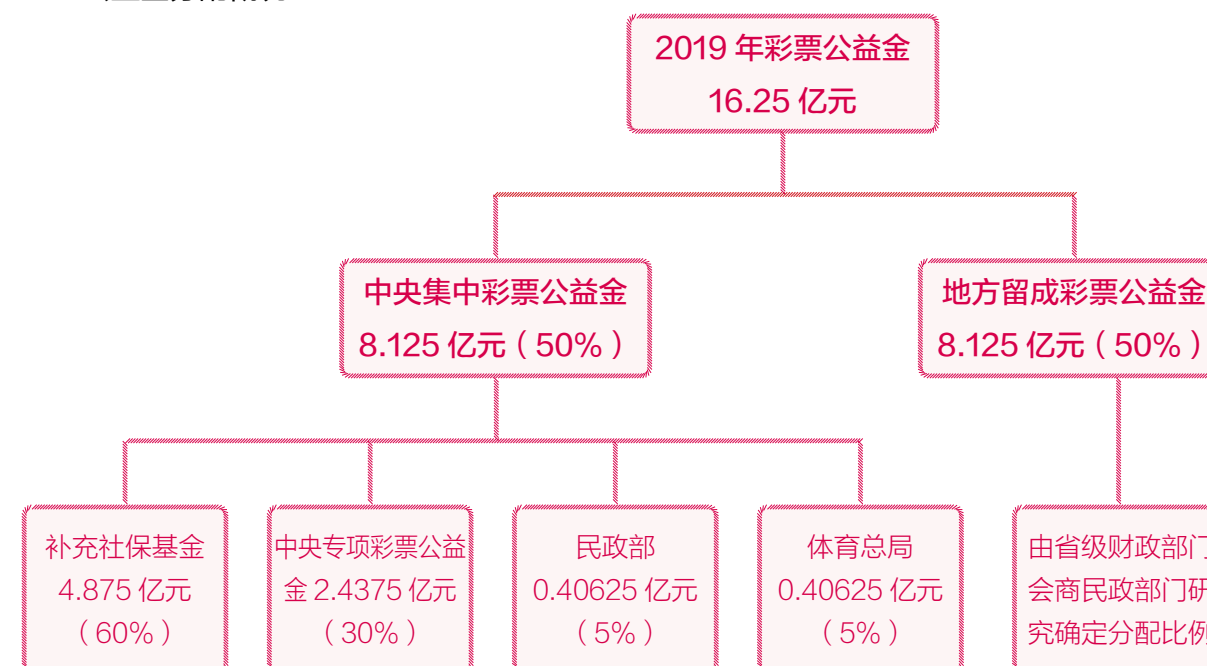 2019 年彩票公益金
16.25 亿元
中央集中彩票公益金
8.125 亿元（50%）
地方留成彩票公益金
8.125 亿元（50%）
补充社保基金
4.875 亿元
（60%）
中央专项彩票公益
金 2.4375 亿元
（30%）
民政部
0.40625 亿元
（5%）
体育总局
0.40625 亿元
（5%）
由省级财政部门
会商民政部门研
究确定分配比例